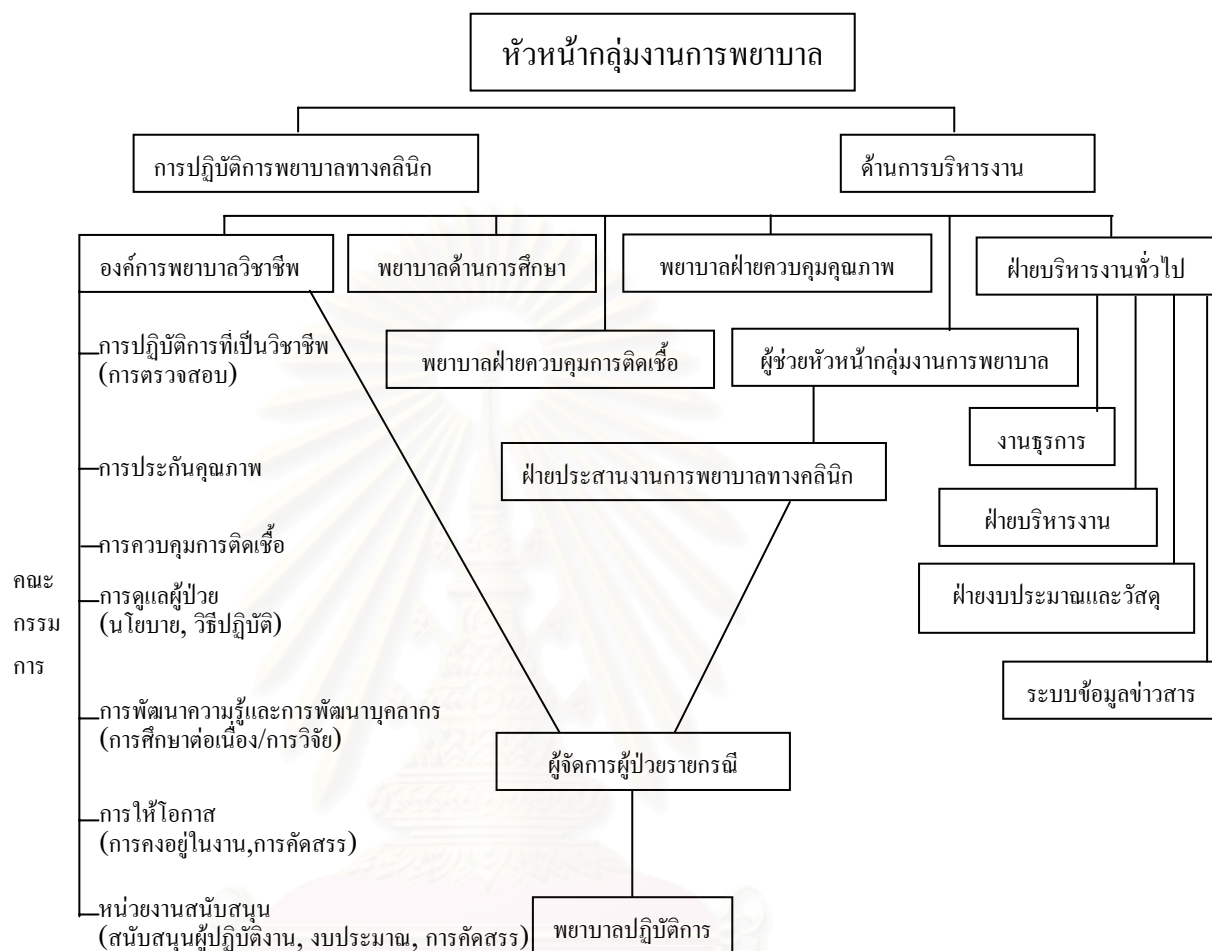 หัวหน้ากลุ่มงานการพยาบาล
การปฏิบัติการพยาบาลทางคลินิก
ด้านการบริหารงาน
องค์การพยาบาลวิชาชีพ
พยาบาลด้านการศึกษา
พยาบาลฝ่ายควบคุมคุณภาพ
ฝ่ายบริหารงานทั่วไป
พยาบาลฝ่ายควบคุมการติดเชื้อ
ผู้ช่วยหัวหน้ากลุ่มงานการพยาบาล
ฝ่ายประสานงานการพยาบาลทางคลินิก
งานธุรการ
ฝ่ายบริหารงาน
ฝ่ายงบประมาณและวัสดุ
ระบบข้อมูลข่าวสาร
คณะ
กรรม
การ
การปฏิบัติการที่เป็นวิชาชีพ
(การตรวจสอบ)
การประกันคุณภาพ
การควบคุมการติดเชื้อ
การดูแลผู้ป่วย
(นโยบาย, วิธีปฏิบัติ)
การพัฒนาความรู้และการพัฒนาบุคลากร
(การศึกษาต่อเนื่อง/การวิจัย)
การให้โอกาส
(การคงอยู่ในงาน,การคัดสรร)
หน่วยงานสนับสนุน
(สนับสนุนผู้ปฏิบัติงาน, งบประมาณ, การคัดสรร)
ผู้จัดการผู้ป่วยรายกรณี
พยาบาลปฏิบัติการ